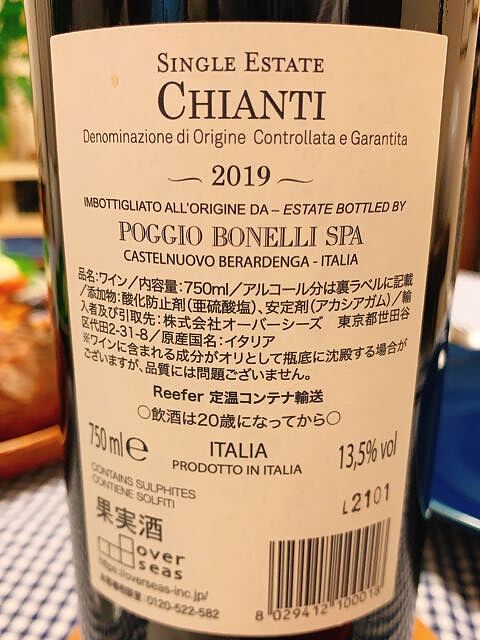 SINGLE ESTATE
CHIANTI
Denominazione di Origine Controllata e Garantita
2019
IMBOTTIGLIATO ALL'ORIGINE DA – ESTATE BOTTLED BY
POGGIO BONELLI SPA
CASTELNUOVO BERARDENGA - ITALIA
品名:ワイン/内容量:750ml/アルコール分は裏ラベルに記載
/添加物:酸化防止剤(亜硫酸塩)、安定剤(アカシアガム)/輸
入者及び引取先:株式会社オーバーシーズ 東京都世田谷
区代田2-31-8/原産国名:イタリア
※ワインに含まれる成分がオリとして瓶底に沈殿する場合が
ございますが、品質には問題ございません。
Reefer 定温コンテナ輸送
○飲酒は20歳になってから○
750 ml e
ITALIA
13,5% vol
PRODOTTO IN ITALIA
CONTAINS SULPHITES
CONTIENE SOLFITI
L2101
果実酒
over
seas
https://overseas-inc.jp/
:0120-522-582
8 029412 10001